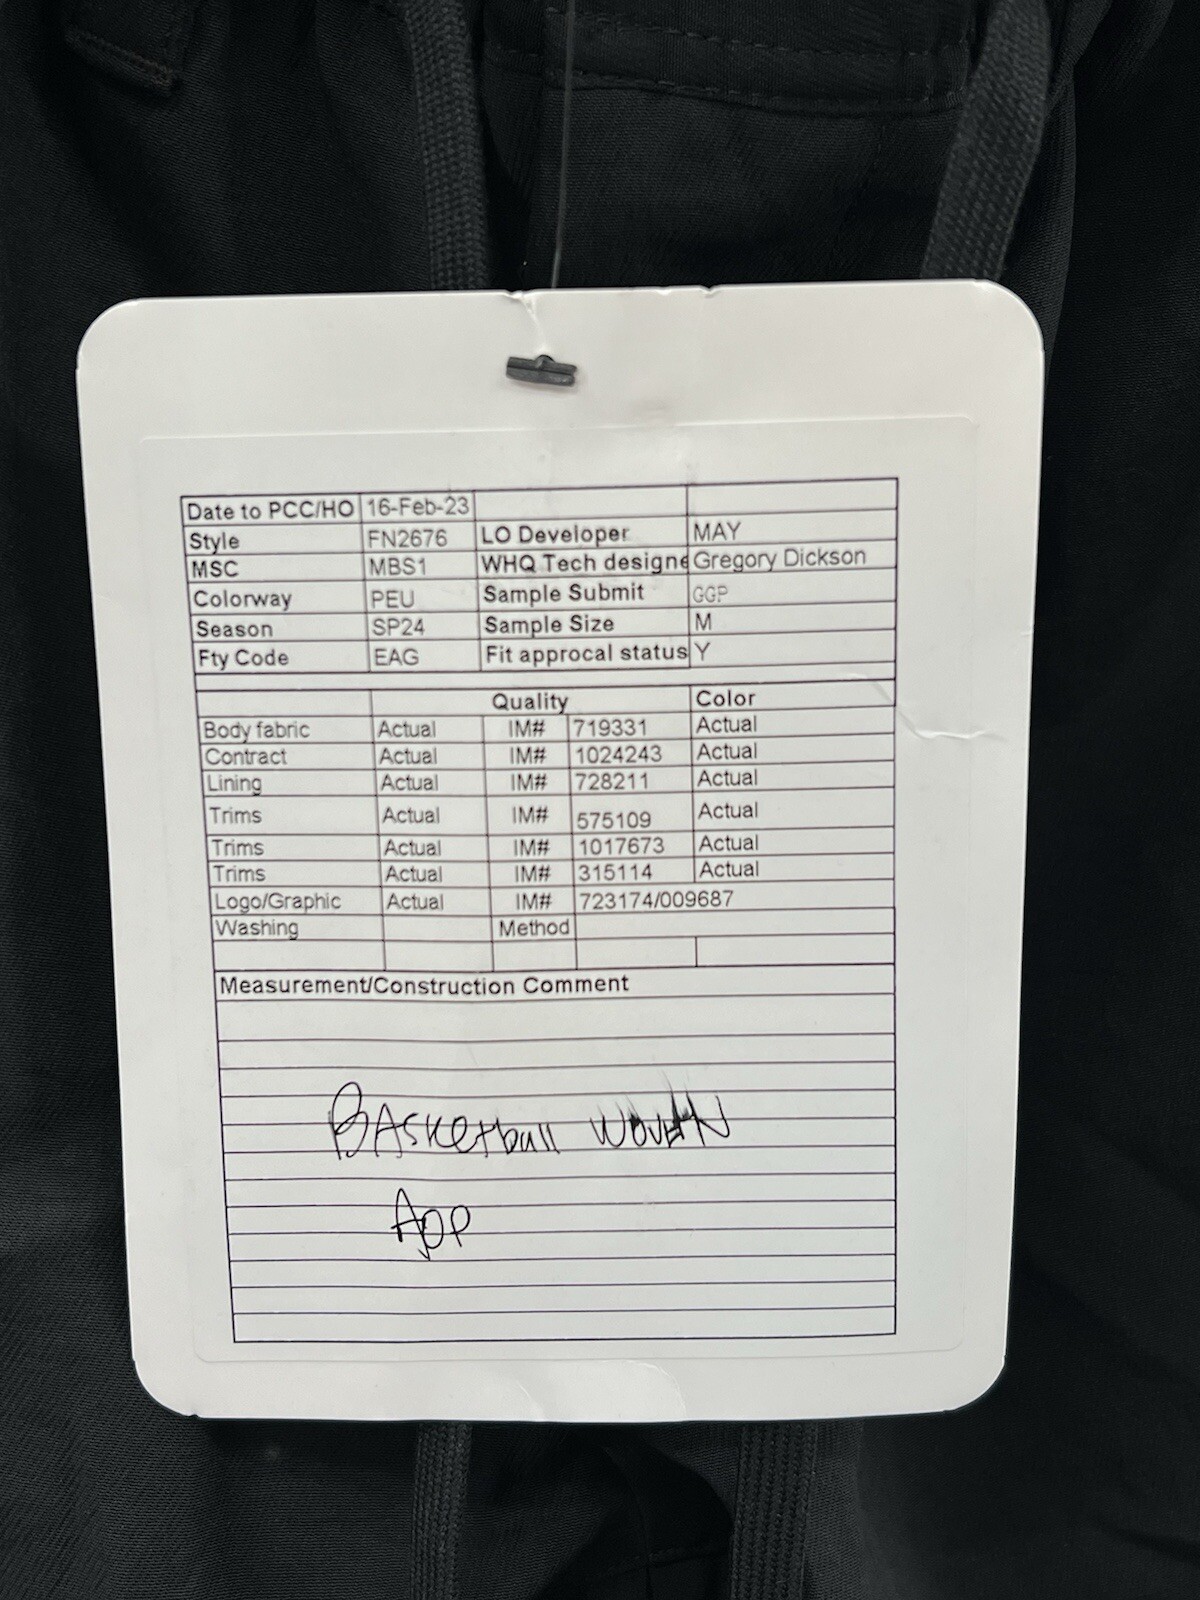 Date to PCC/HO 16-Feb-23
Style FN2676 LO Developer MAY
MSC MBS1 WHQ Tech designe Gregory Dickson
Colorway PEU Sample Submit GGP
Season SP24 Sample Size M
Fty Code EAG Fit approcal status Y
Quality Color
Body fabric Actual IM# 719331 Actual
Contract Actual IM# 1024243 Actual
Lining Actual IM# 728211 Actual
Trims Actual IM# 575109 Actual
Trims Actual IM# 1017673 Actual
Trims Actual IM# 315114 Actual
Logo/Graphic Actual IM# 723174/009687
Washing Method
Measurement/Construction Comment
BASKetball WOVEN
AOP